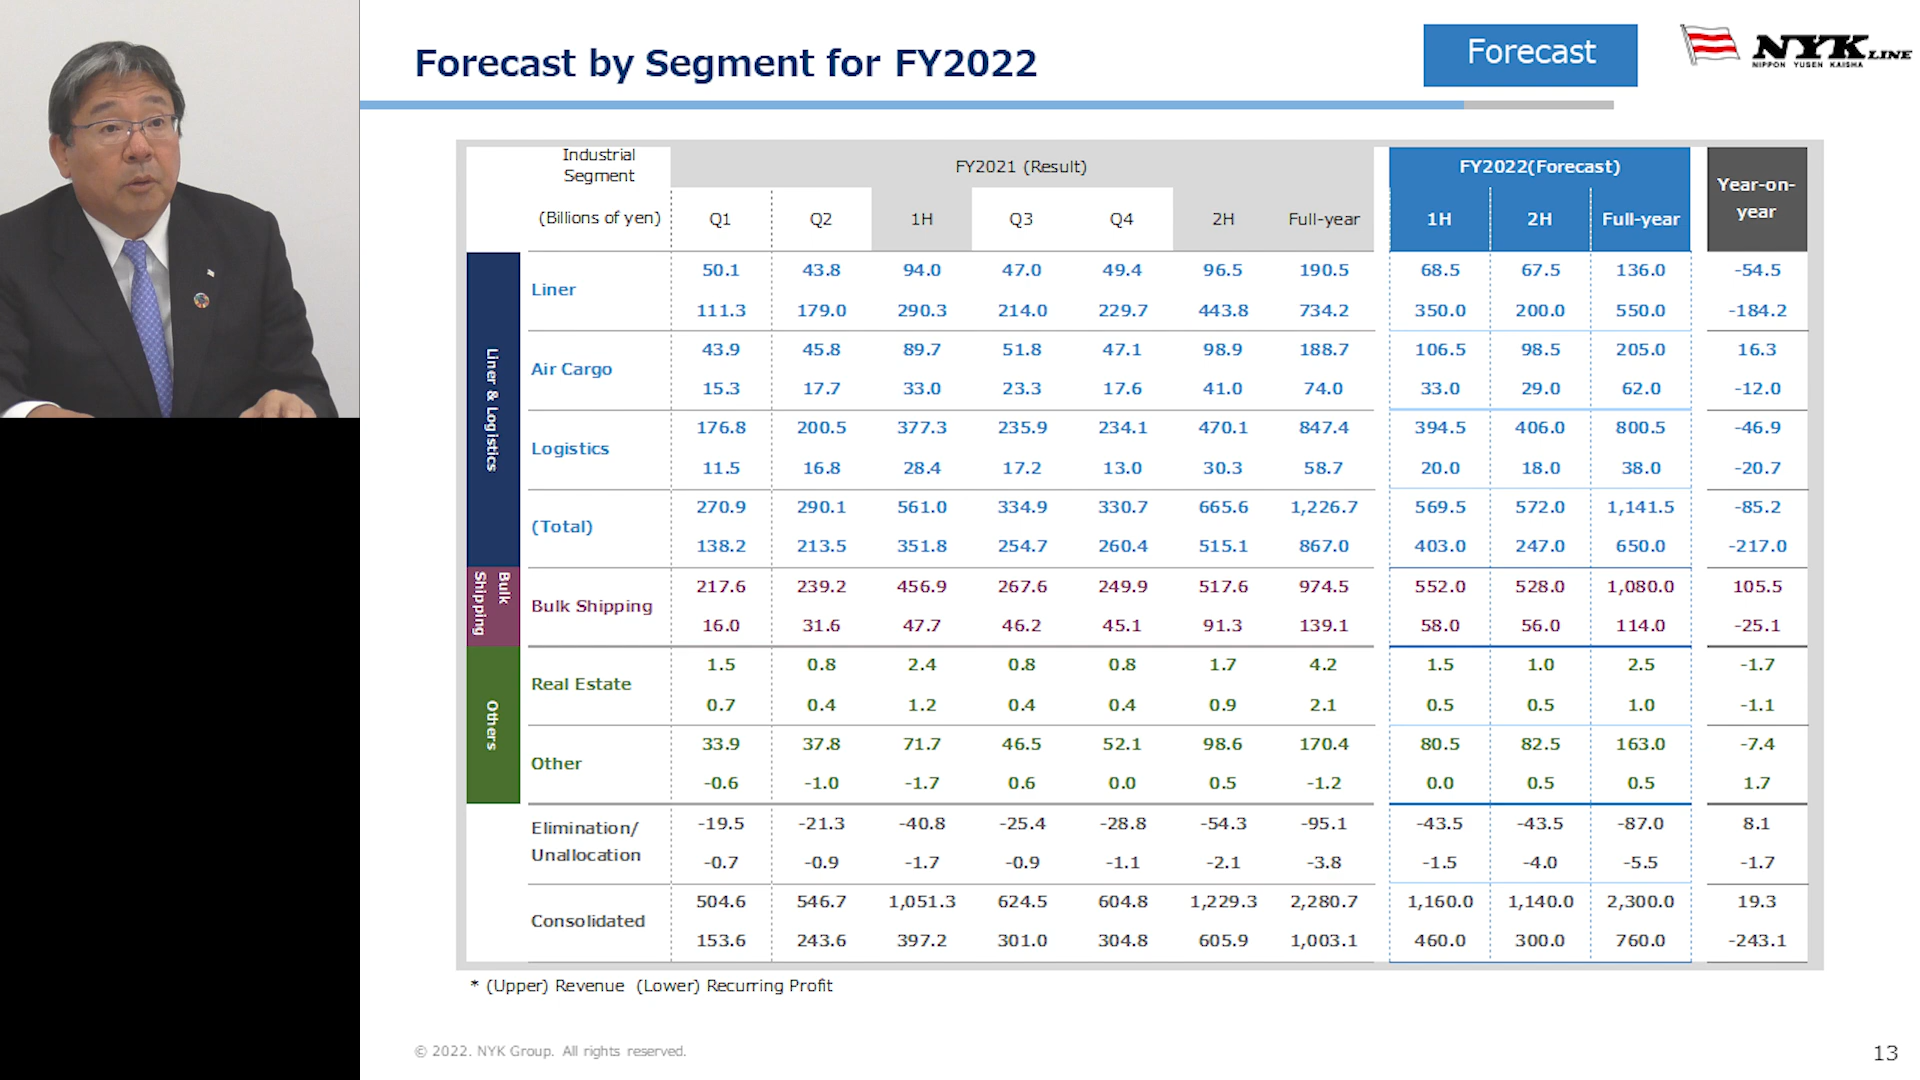 Forecast by Segment for FY2022
Forecast
NYK LINE
NIPPON YUSEN KAISHA
Industrial
Segment
(Billions of yen)
FY2021 (Result)
FY2022(Forecast)
Year-on-
year
Q1 Q2 1H Q3 Q4 2H Full-year 1H 2H Full-year
Liner & Logistics
Liner
50.1 43.8 94.0 47.0 49.4 96.5 190.5 68.5 67.5 136.0 -54.5
111.3 179.0 290.3 214.0 229.7 443.8 734.2 350.0 200.0 550.0 -184.2
Air Cargo
43.9 45.8 89.7 51.8 47.1 98.9 188.7 106.5 98.5 205.0 16.3
15.3 17.7 33.0 23.3 17.6 41.0 74.0 33.0 29.0 62.0 -12.0
Logistics
176.8 200.5 377.3 235.9 234.1 470.1 847.4 394.5 406.0 800.5 -46.9
11.5 16.8 28.4 17.2 13.0 30.3 58.7 20.0 18.0 38.0 -20.7
(Total)
270.9 290.1 561.0 334.9 330.7 665.6 1,226.7 569.5 572.0 1,141.5 -85.2
138.2 213.5 351.8 254.7 260.4 515.1 867.0 403.0 247.0 650.0 -217.0
Bulk
Shipping
Bulk Shipping
217.6 239.2 456.9 267.6 249.9 517.6 974.5 552.0 528.0 1,080.0 105.5
16.0 31.6 47.7 46.2 45.1 91.3 139.1 58.0 56.0 114.0 -25.1
Others
Real Estate
1.5 0.8 2.4 0.8 0.8 1.7 4.2 1.5 1.0 2.5 -1.7
0.7 0.4 1.2 0.4 0.4 0.9 2.1 0.5 0.5 1.0 -1.1
Other
33.9 37.8 71.7 46.5 52.1 98.6 170.4 80.5 82.5 163.0 -7.4
-0.6 -1.0 -1.7 0.6 0.0 0.5 -1.2 0.0 0.5 0.5 1.7
Elimination/
Unallocation
-19.5 -21.3 -40.8 -25.4 -28.8 -54.3 -95.1 -43.5 -43.5 -87.0 8.1
-0.7 -0.9 -1.7 -0.9 -1.1 -2.1 -3.8 -1.5 -4.0 -5.5 -1.7
Consolidated
504.6 546.7 1,051.3 624.5 604.8 1,229.3 2,280.7 1,160.0 1,140.0 2,300.0 19.3
153.6 243.6 397.2 301.0 304.8 605.9 1,003.1 460.0 300.0 760.0 -243.1
* (Upper) Revenue (Lower) Recurring Profit
© 2022. NYK Group. All rights reserved.
13